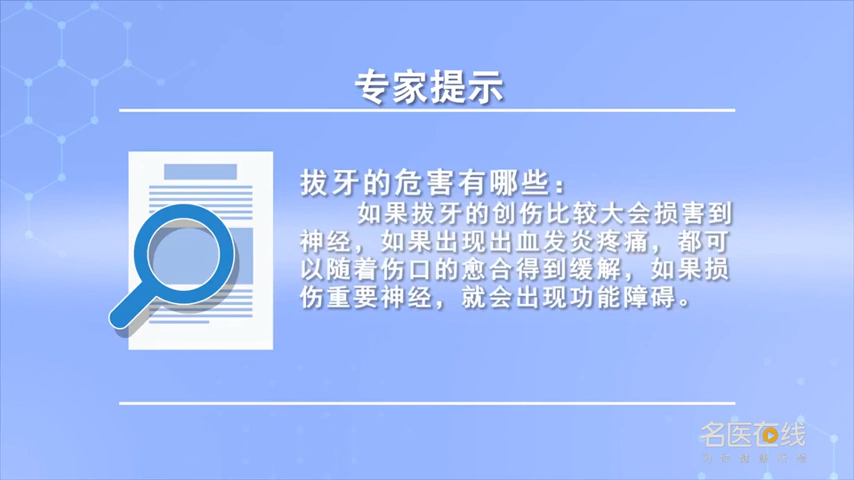 专家提示
拔牙的危害有哪些：
如果拔牙的创伤比较大会损害到
神经，如果出现出血发炎疼痛，都可
以随着伤口的愈合得到缓解，如果损
伤重要神经，就会出现功能障碍。
名医在线